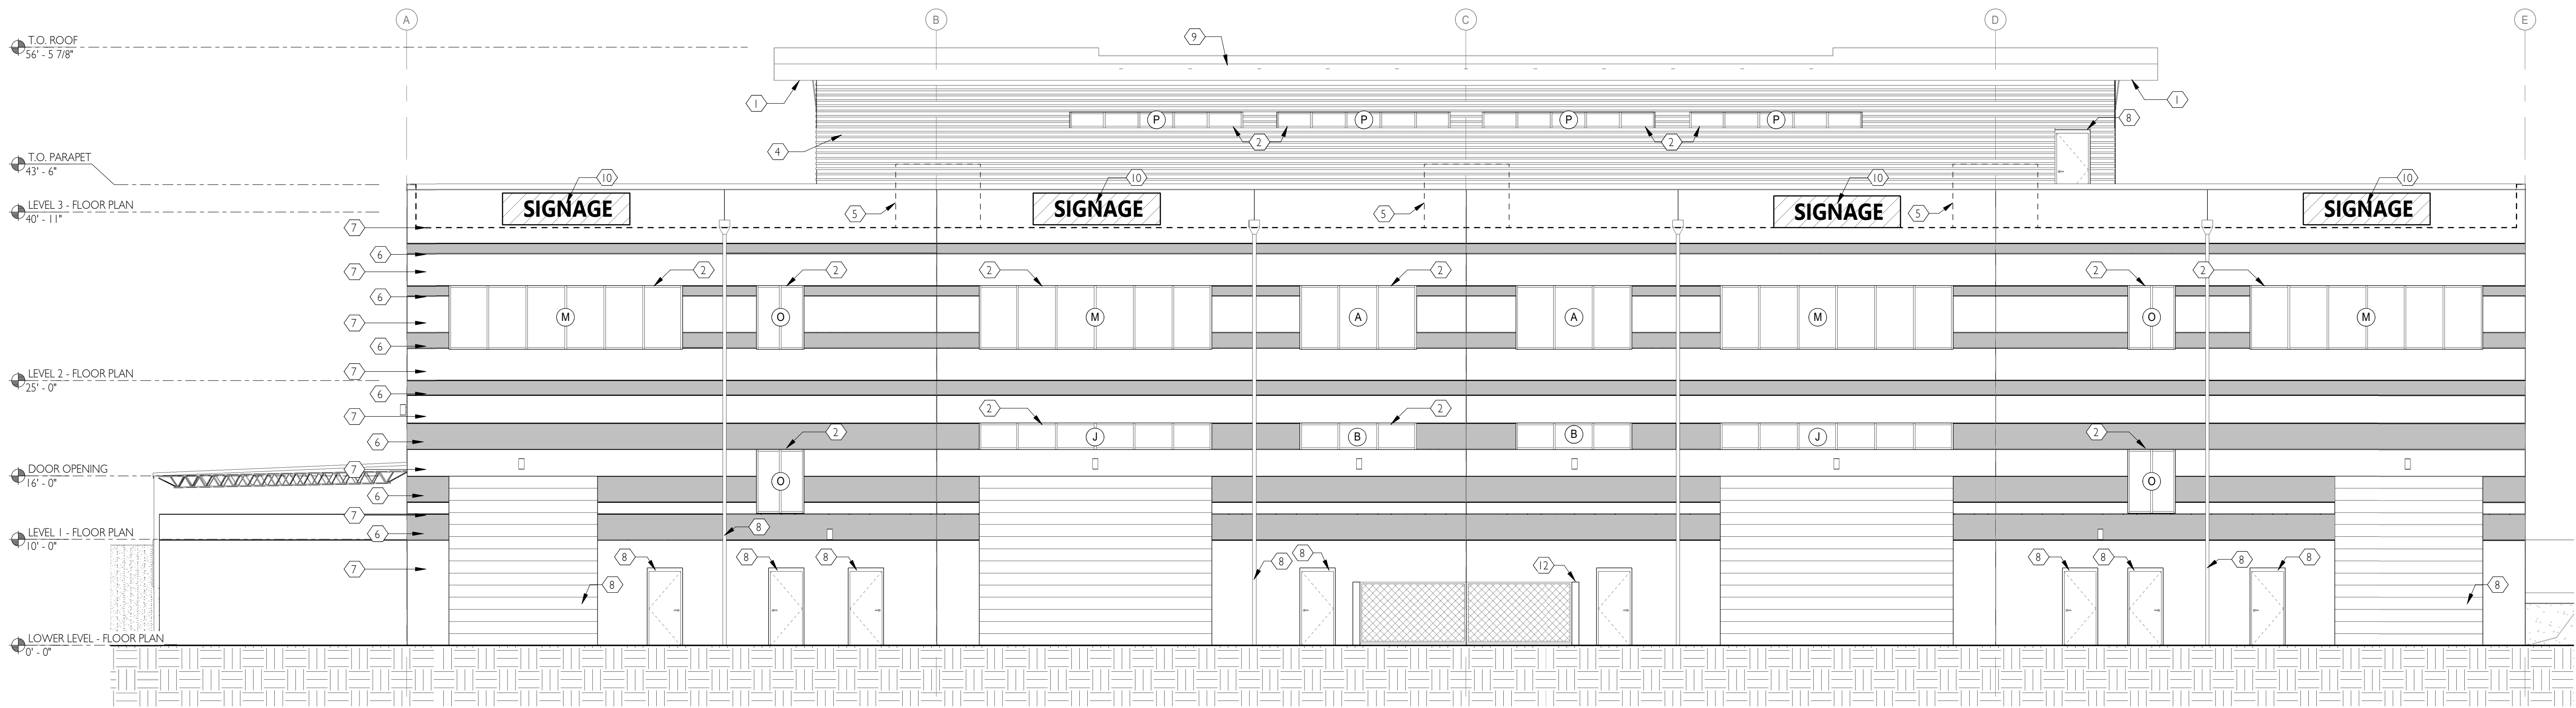 A B C D E
T.O. ROOF
56' - 5 7/8"
9
1 1
P P P P
8
2 2
4
T.O. PARAPET
43' - 6"
10 10 10 10
LEVEL 3 - FLOOR PLAN
40' - 11"
SIGNAGE SIGNAGE SIGNAGE SIGNAGE
5 5 5
7
6
7 2 2 2 2 2 2
6
7 M O M A A M O M
6
LEVEL 2 - FLOOR PLAN
25' - 0"
7
6
7 2 2
6 2 J B B J 2
DOOR OPENING
16' - 0"
7
O O
6
7
LEVEL 1 - FLOOR PLAN
10' - 0"
6 8
7 8 8 8 8 8 12 8 8 8 8
8 8
LOWER LEVEL - FLOOR PLAN
0' - 0"